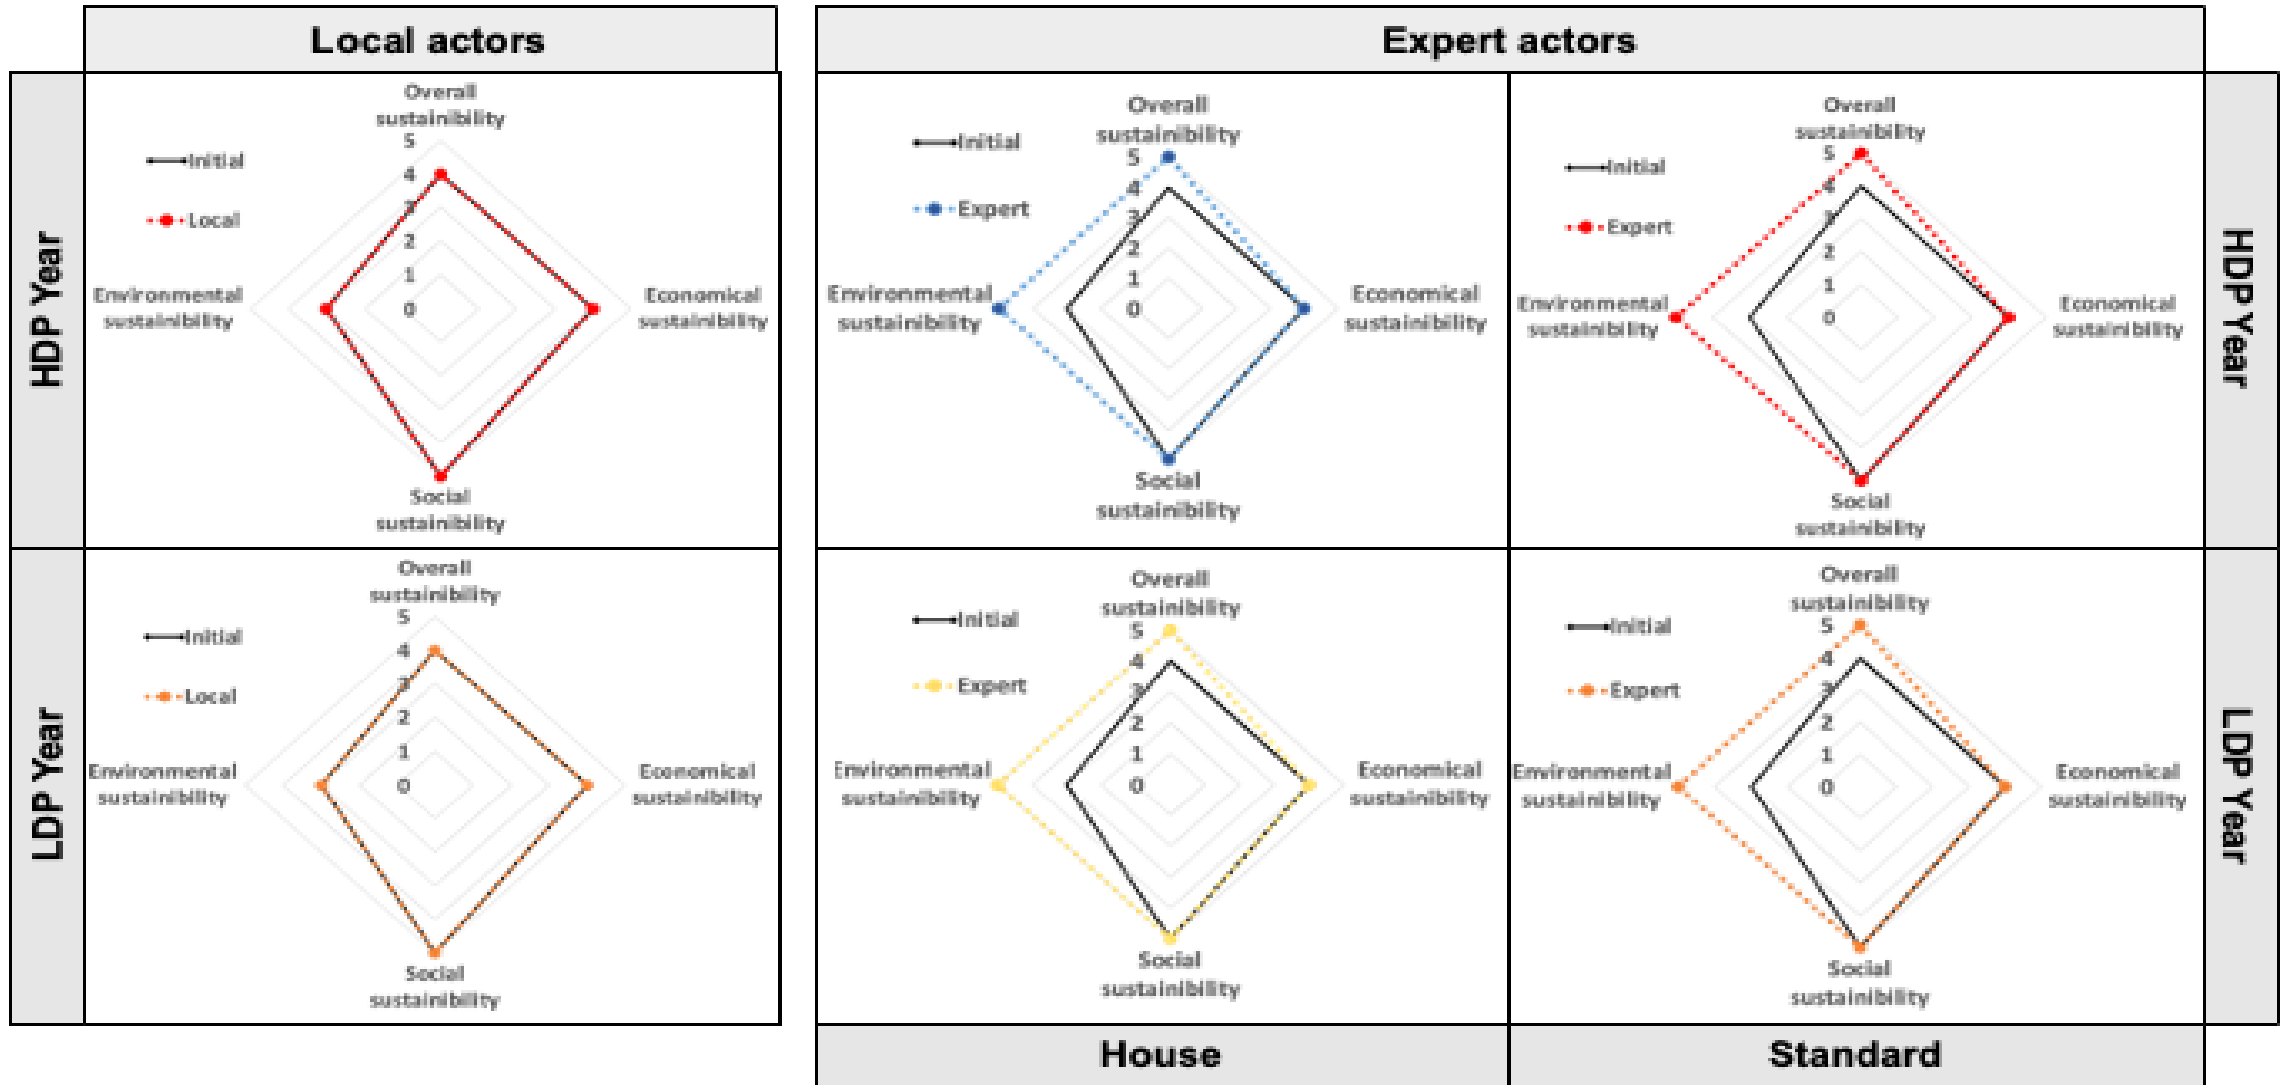 Local actors
Expert actors
HDP Year
Overall
sustainibility
Initial
Local
5
4
3
2
1
0
Environmental
sustainibility
Economical
sustainibility
Social
sustainibility
Overall
sustainibility
Initial
Expert
5
4
3
2
1
0
Environmental
sustainibility
Economical
sustainibility
Social
sustainibility
Overall
sustainibility
Initial
Expert
5
4
3
2
1
0
Environmental
sustainibility
Economical
sustainibility
Social
sustainibility
HDP Year
LDP Year
Overall
sustainibility
Initial
Local
5
4
3
2
1
0
Environmental
sustainibility
Economical
sustainibility
Social
sustainibility
Overall
sustainibility
Initial
Expert
5
4
3
2
1
0
Environmental
sustainibility
Economical
sustainibility
Social
sustainibility
Overall
sustainibility
Initial
Expert
5
4
3
2
1
0
Environmental
sustainibility
Economical
sustainibility
Social
sustainibility
LDP Year
House
Standard